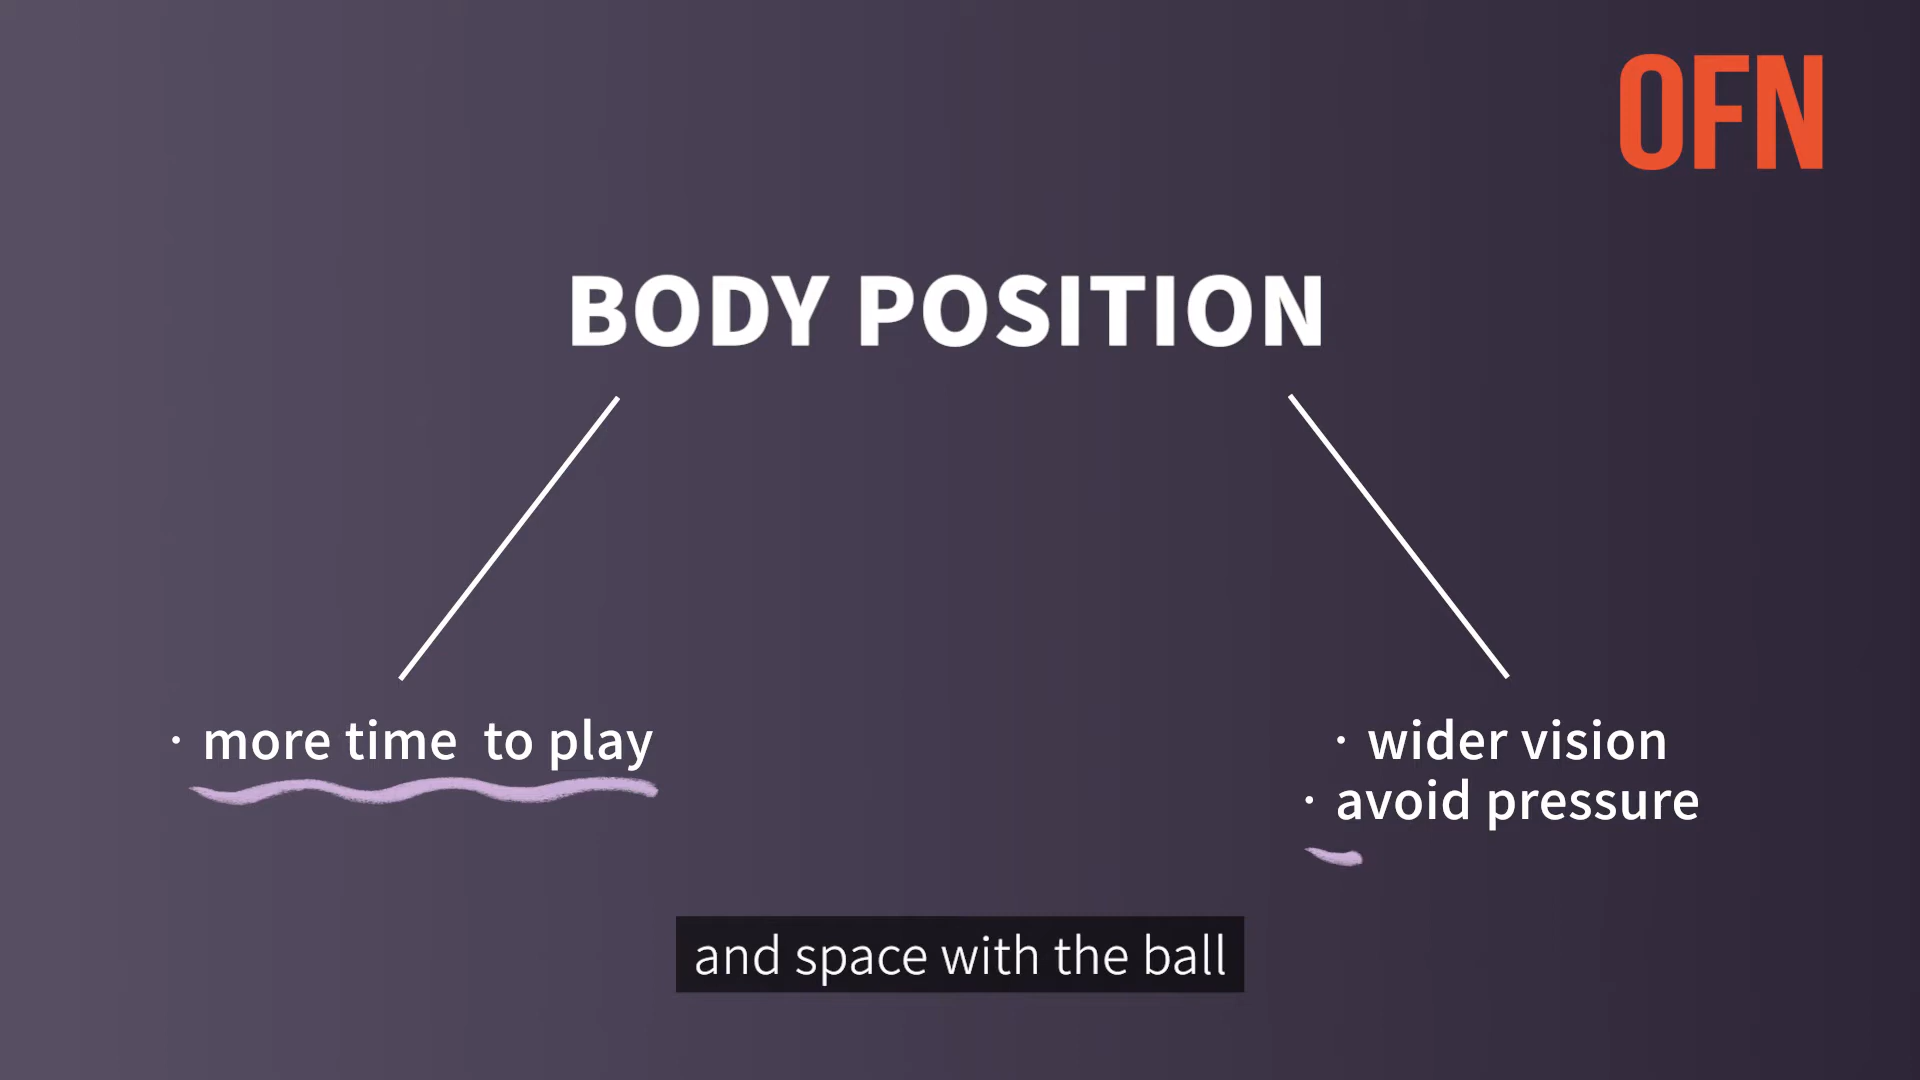 OFN
BODY POSITION
· more time  to play
· wider vision
· avoid pressure
and space with the ball